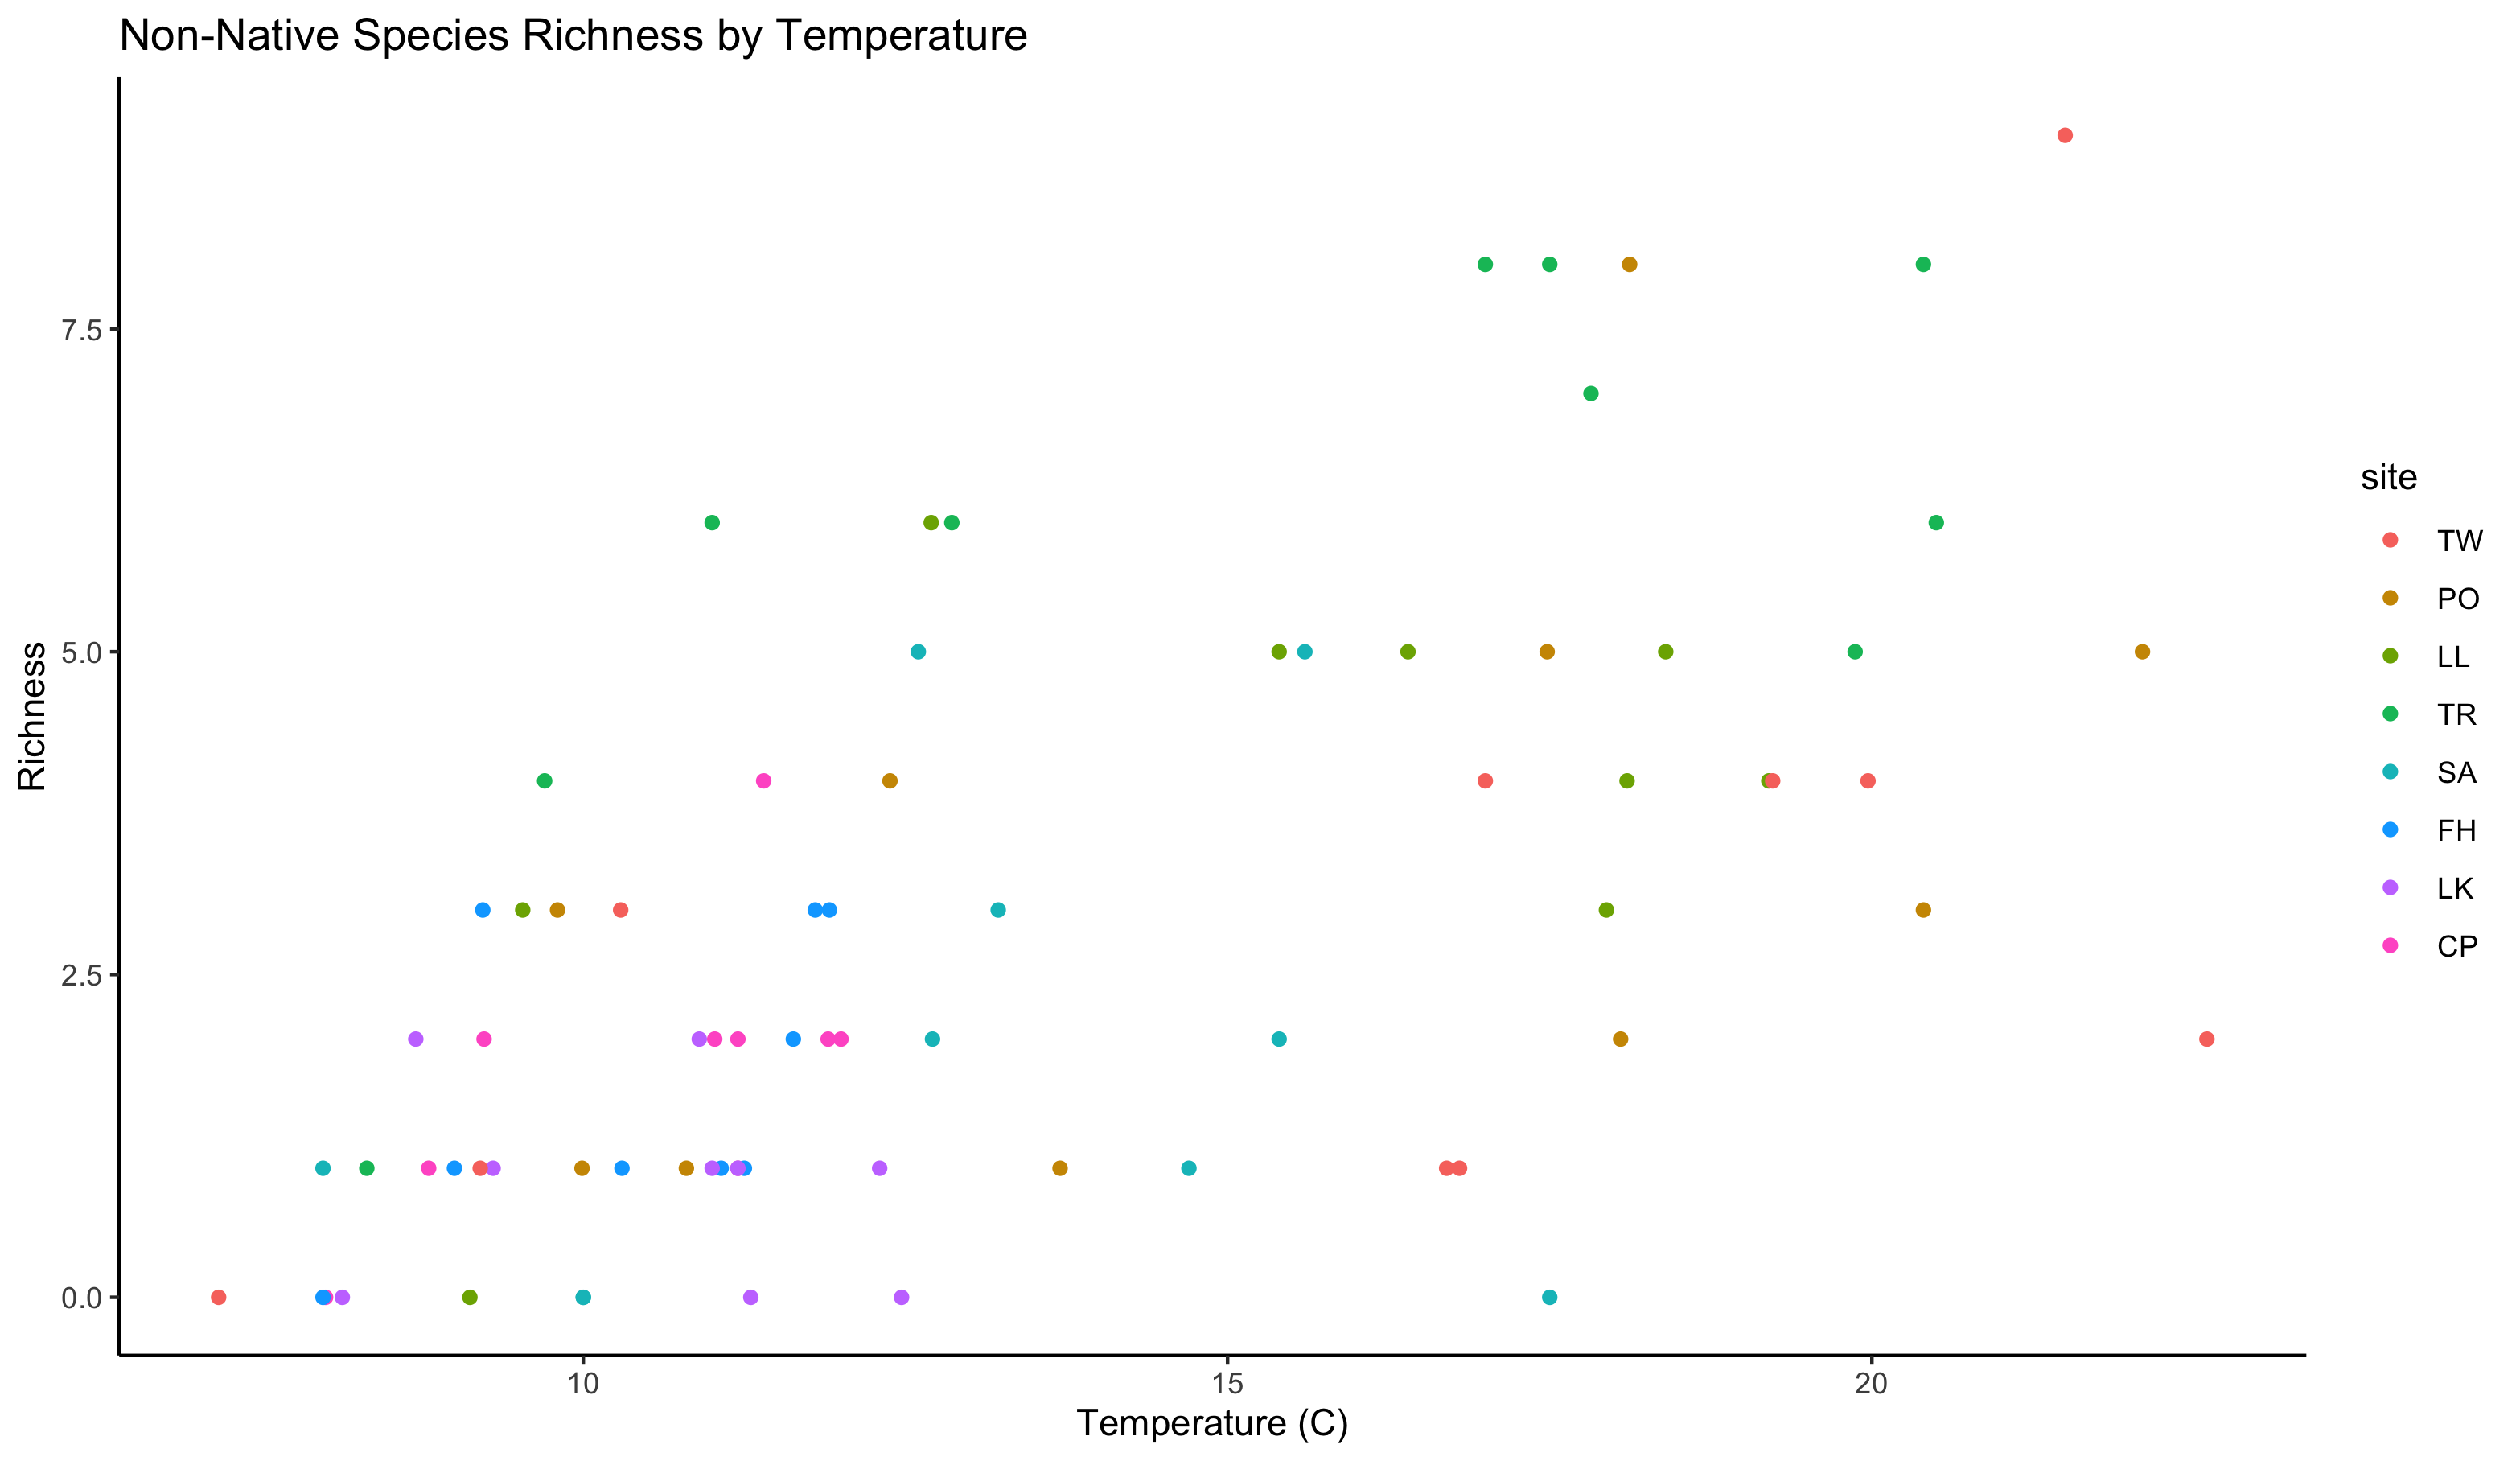 Non-Native Species Richness by Temperature
Richness
7.5
5.0
2.5
0.0
10
15
20
Temperature (C)
site
TW
PO
LL
TR
SA
FH
LK
CP